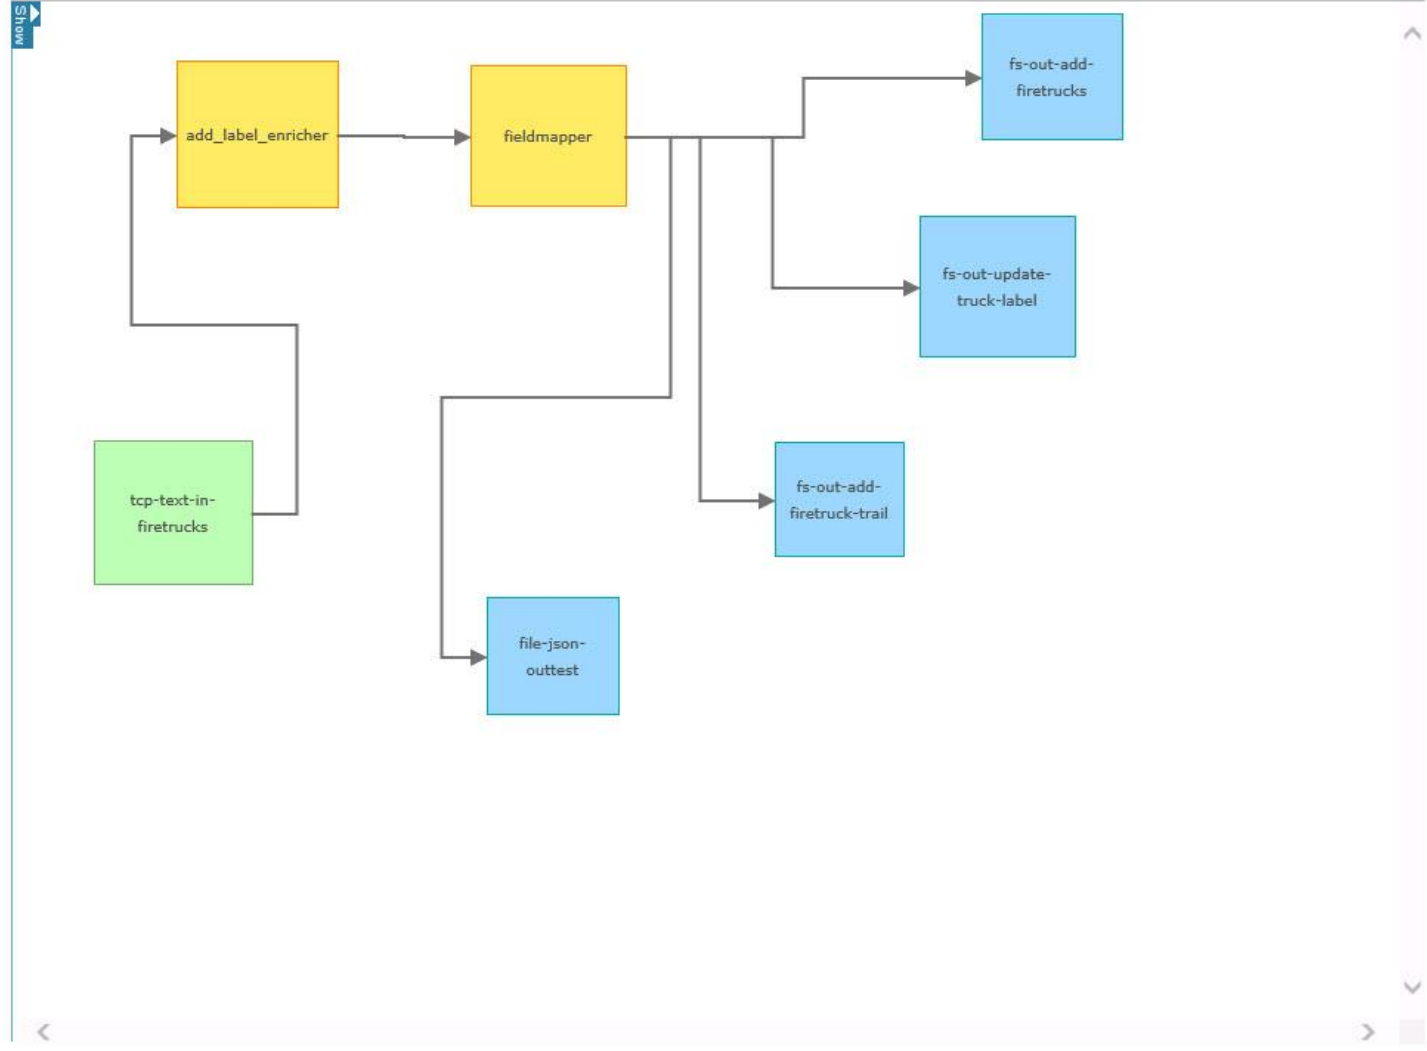 Show
fs-out-add-
firetrucks
add_label_enricher
fieldmapper
fs-out-update-
truck-label
tcp-text-in-
firetrucks
fs-out-add-
firetruck-trail
file-json-
outtest